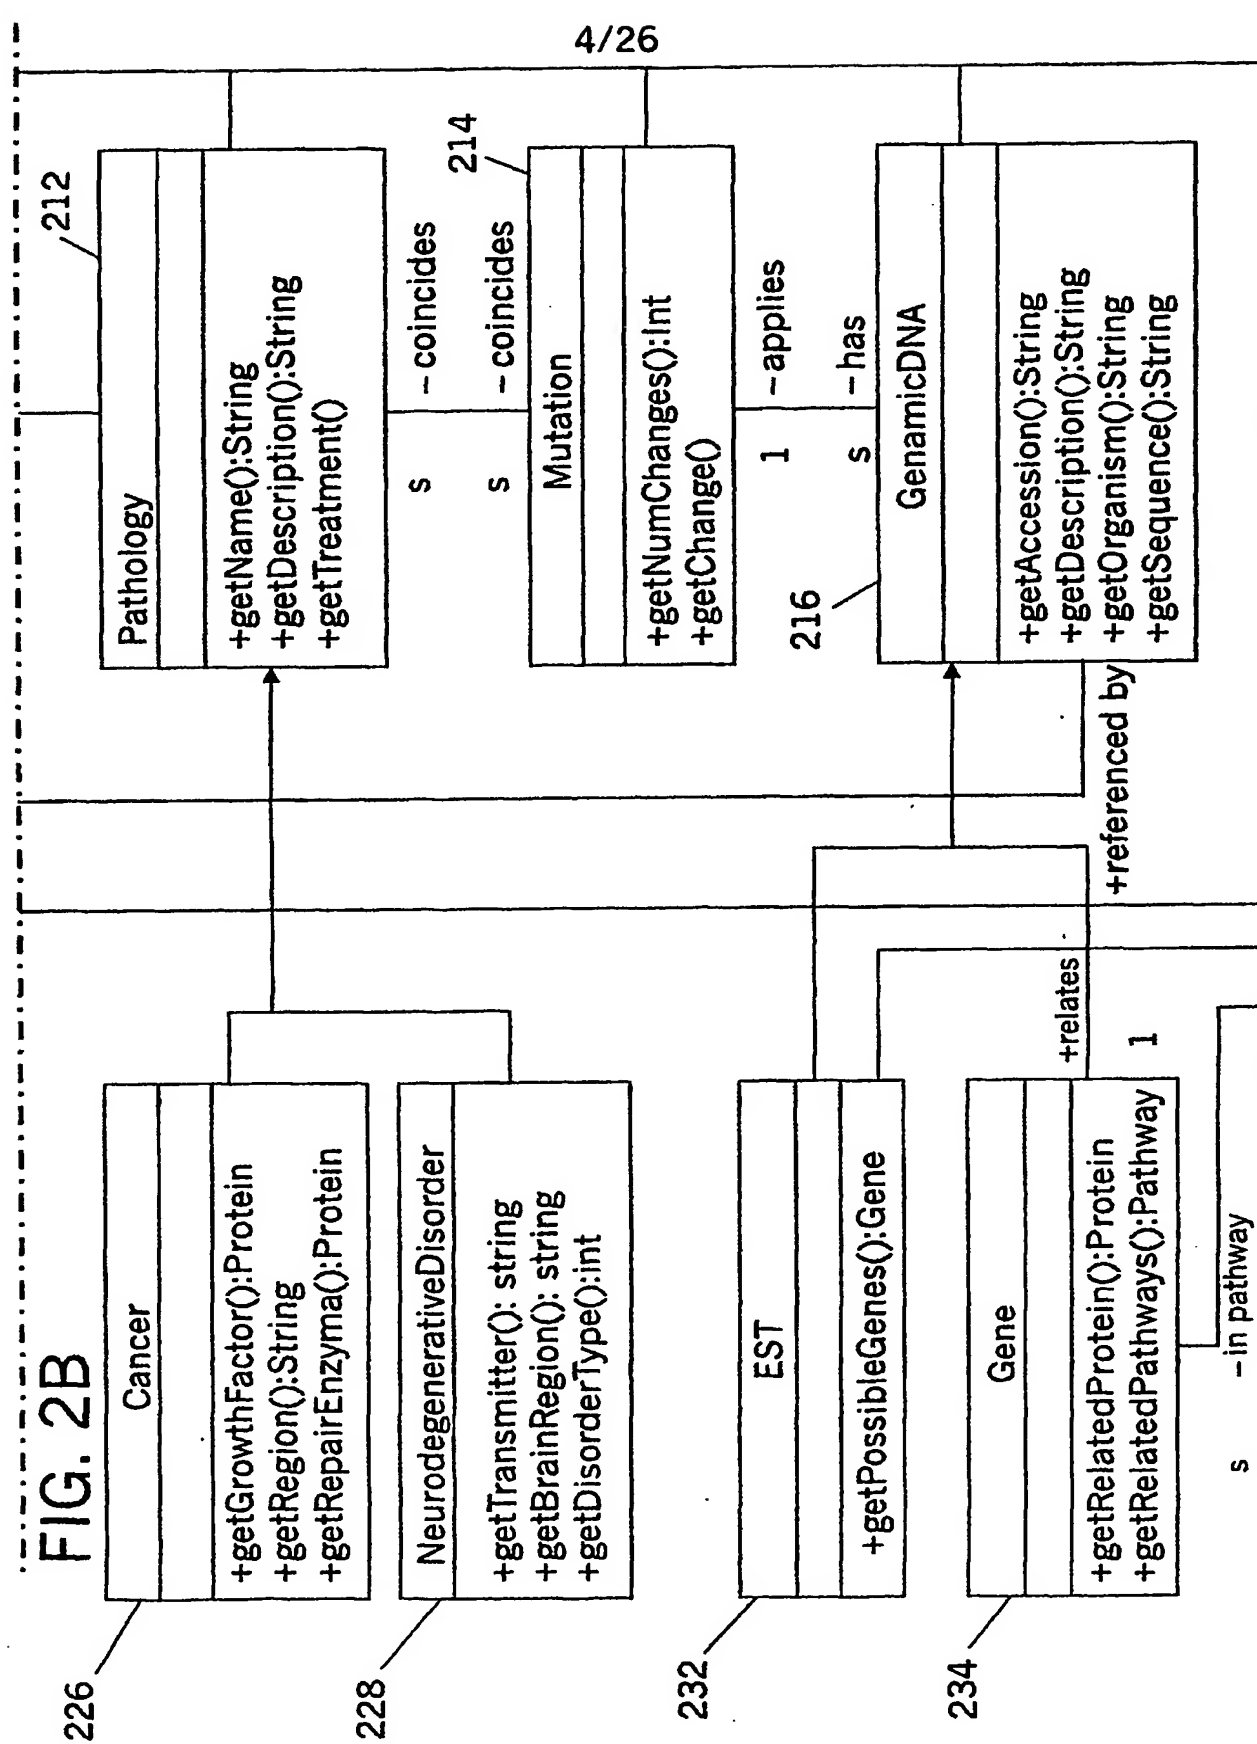 4/26
FIG. 2B
226
Cancer
+getGrowthFactor():Protein
+getRegion():String
+getRepairEnzyma():Protein
228
NeurodegenerativeDisorder
+getTransmitter(): string
+getBrainRegion(): string
+getDisorderType():int
212
Pathology
+getName():String
+getDescription():String
+getTreatment()
s
-coincides
s
-coincides
214
Mutation
+getNumChanges():Int
+getChange()
1
-applies
s
-has
216
GenamicDNA
+getAccession():String
+getDescription():String
+getOrganism():String
+getSequence():String
+referenced by
232
EST
+getPossibleGenes():Gene
+relates
1
234
Gene
+getRelatedProtein():Protein
+getRelatedPathways():Pathway
s
-in pathway